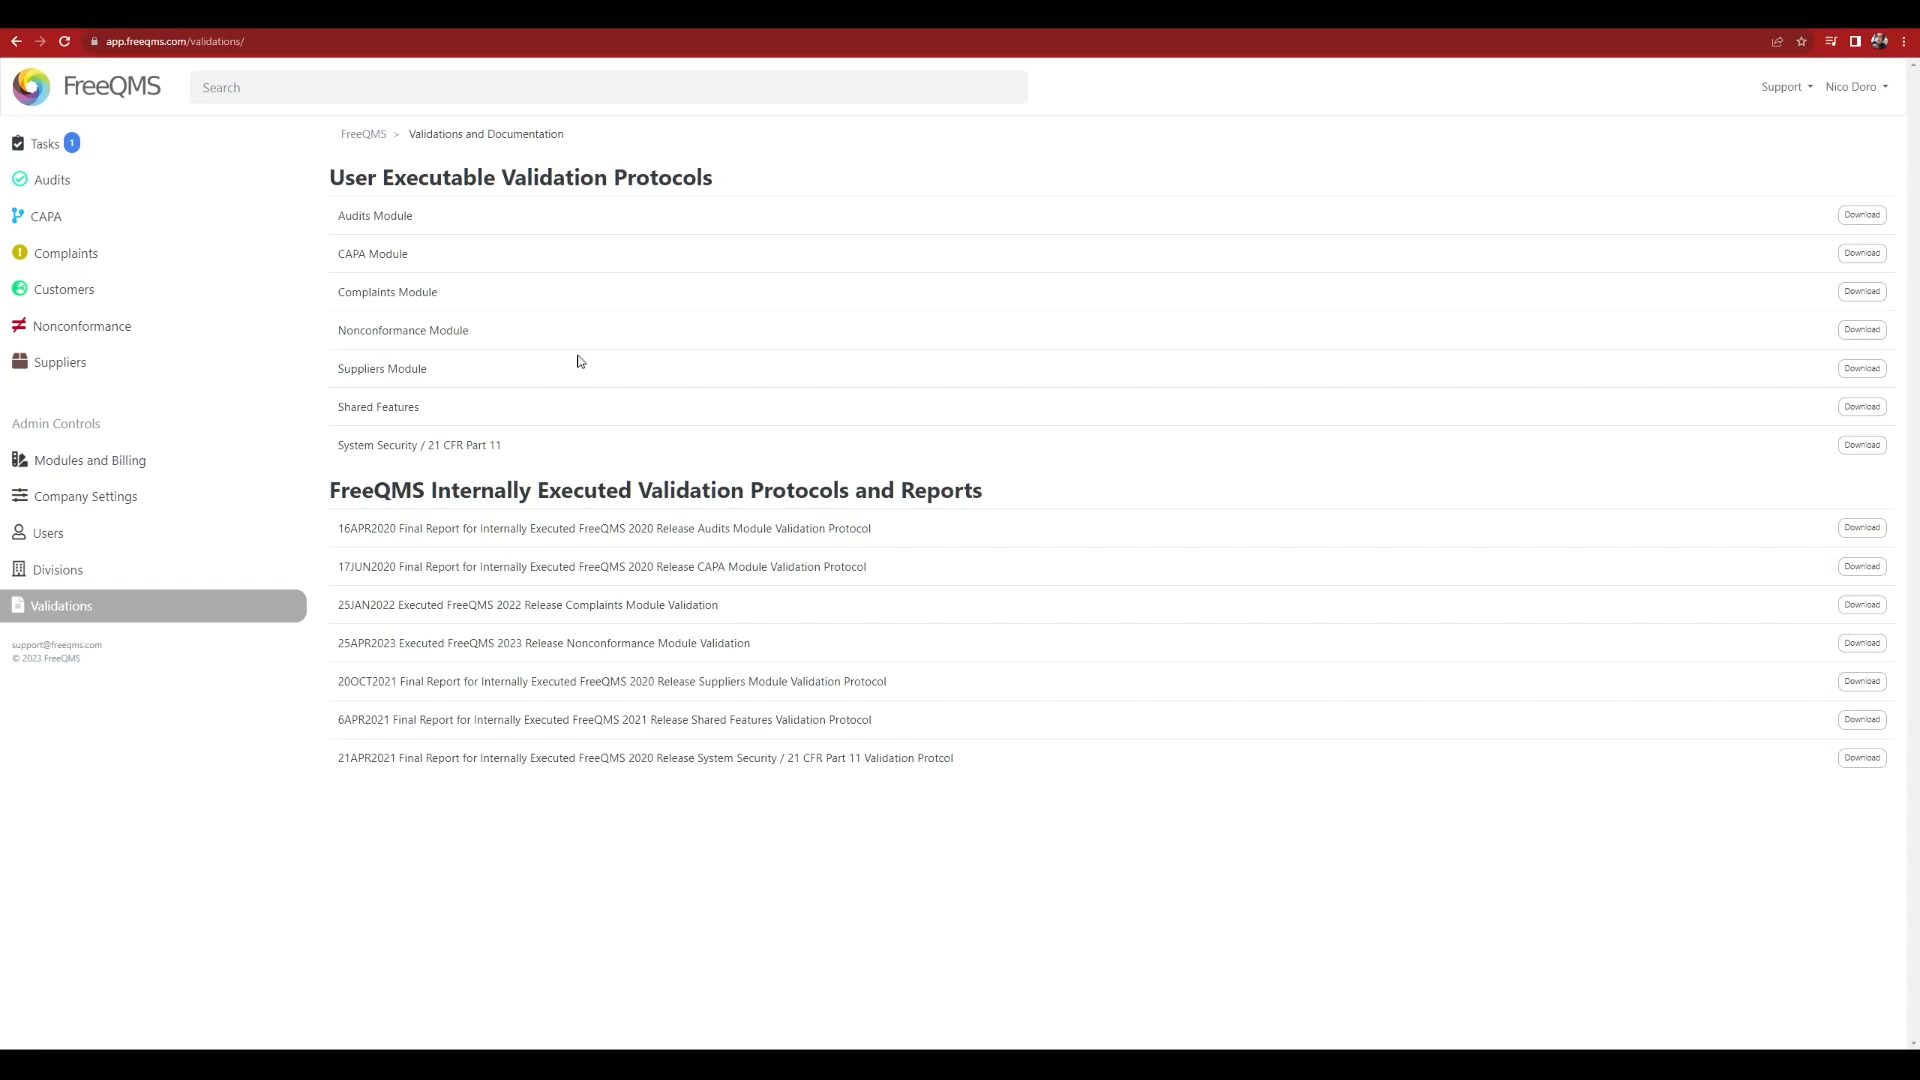 app.freeqms.com/validations/
FreeQMS
Search
Support
Nico Doro
Tasks 1
Audits
CAPA
Complaints
Customers
Nonconformance
Suppliers
Admin Controls
Modules and Billing
Company Settings
Users
Divisions
Validations
support@freeqms.com
© 2023 FreeQMS
FreeQMS > Validations and Documentation
User Executable Validation Protocols
Audits Module Download
CAPA Module Download
Complaints Module Download
Nonconformance Module Download
Suppliers Module Download
Shared Features Download
System Security / 21 CFR Part 11 Download
FreeQMS Internally Executed Validation Protocols and Reports
16APR2020 Final Report for Internally Executed FreeQMS 2020 Release Audits Module Validation Protocol Download
17JUN2020 Final Report for Internally Executed FreeQMS 2020 Release CAPA Module Validation Protocol Download
25JAN2022 Executed FreeQMS 2022 Release Complaints Module Validation Download
25APR2023 Executed FreeQMS 2023 Release Nonconformance Module Validation Download
20OCT2021 Final Report for Internally Executed FreeQMS 2020 Release Suppliers Module Validation Protocol Download
6APR2021 Final Report for Internally Executed FreeQMS 2021 Release Shared Features Validation Protocol Download
21APR2021 Final Report for Internally Executed FreeQMS 2020 Release System Security / 21 CFR Part 11 Validation Protcol Download